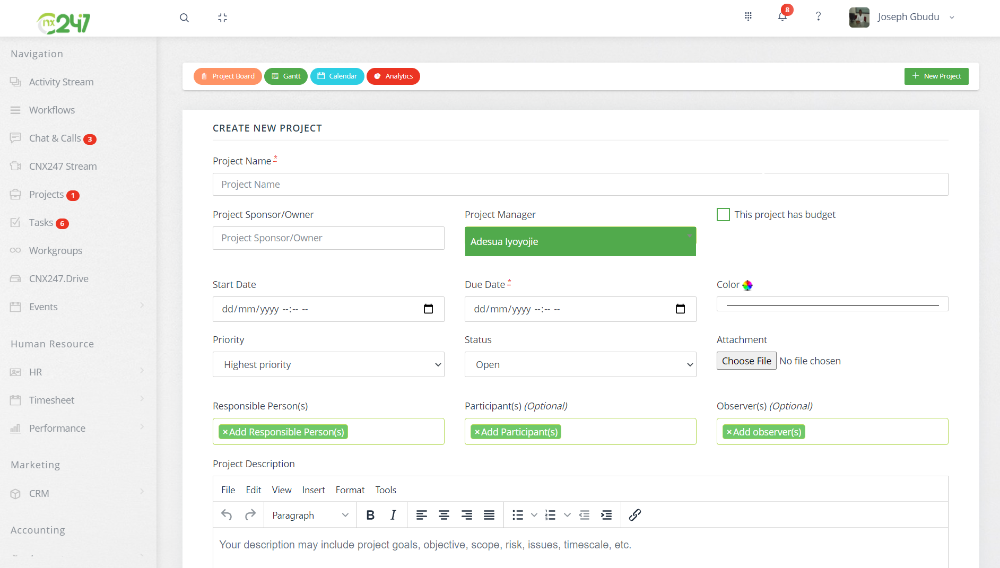 cnx247
8
Joseph Gbudu
Navigation
Activity Stream
Workflows
Chat & Calls 3
CNX247 Stream
Projects 1
Tasks 6
Workgroups
CNX247.Drive
Events
Human Resource
HR
Timesheet
Performance
Marketing
CRM
Accounting
Project Board
Gantt
Calendar
Analytics
New Project
CREATE NEW PROJECT
Project Name *
Project Name
Project Sponsor/Owner
Project Manager
This project has budget
Project Sponsor/Owner
Adesua Iyoyojie
Start Date
Due Date *
Color
dd/mm/yyyy --:-- --
dd/mm/yyyy --:-- --
Priority
Status
Attachment
Highest priority
Open
Choose File No file chosen
Responsible Person(s)
Participant(s) (Optional)
Observer(s) (Optional)
×Add Responsible Person(s)
×Add Participant(s)
×Add observer(s)
Project Description
File Edit View Insert Format Tools
Paragraph B I
Your description may include project goals, objective, scope, risk, issues, timescale, etc.